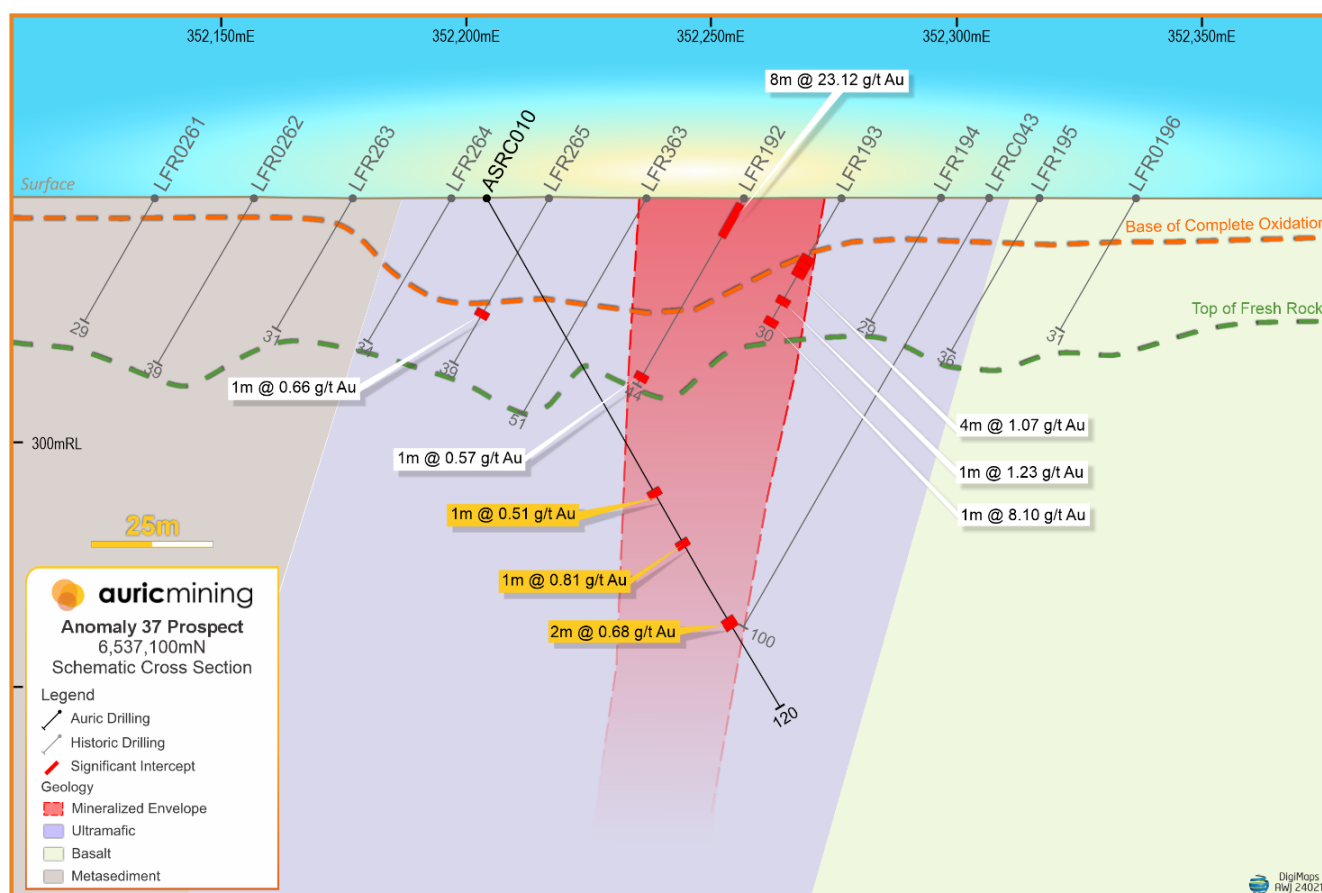 352,150mE
352,200mE
352,250mE
352,300mE
352,350mE
8m @ 23.12 g/t Au
LFR0261
LFR0262
LFR263
LFR264
ASRC010
LFR265
LFR363
LFR192
LFR193
LFR194
LFRC043
LFR195
LFR0196
Surface
Base of Complete Oxidation
Top of Fresh Rock
29
39
31
34
39
51
44
30
29
36
31
1m @ 0.66 g/t Au
1m @ 0.57 g/t Au
4m @ 1.07 g/t Au
1m @ 1.23 g/t Au
1m @ 8.10 g/t Au
300mRL
1m @ 0.51 g/t Au
1m @ 0.81 g/t Au
2m @ 0.68 g/t Au
100
120
25m
auricmining
Anomaly 37 Prospect
6,537,100mN
Schematic Cross Section
Legend
Auric Drilling
Historic Drilling
Significant Intercept
Geology
Mineralized Envelope
Ultramafic
Basalt
Metasediment
DigiMaps